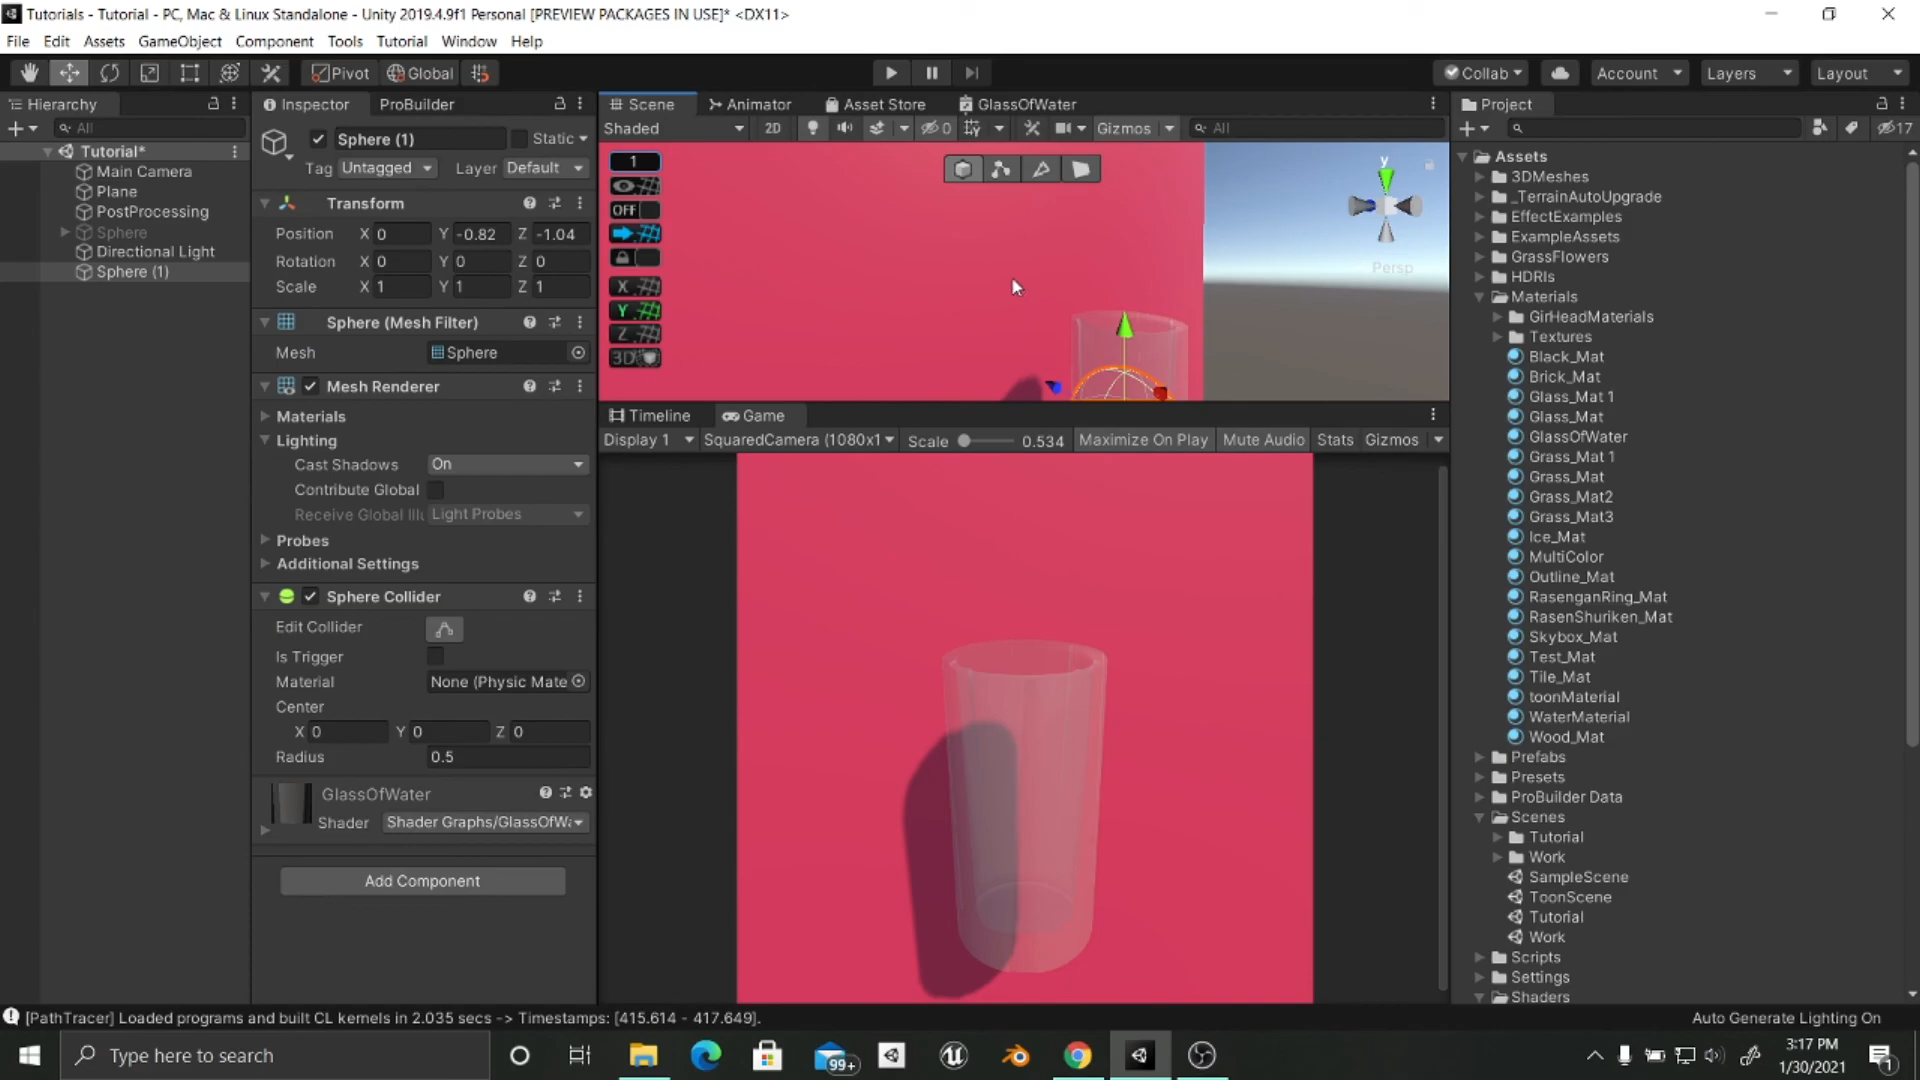 Tutorials - Tutorial - PC, Mac & Linux Standalone - Unity 2019.4.9f1 Personal [PREVIEW PACKAGES IN USE]* <DX11>
File Edit Assets GameObject Component Tools Tutorial Window Help
Pivot Global Collab Account Layers Layout
Hierarchy
All
Tutorial*
Main Camera
Plane
PostProcessing
Sphere
Directional Light
Sphere (1)
Inspector ProBuilder
Sphere (1) Static
Tag Untagged Layer Default
Transform
Position X 0 Y -0.82 Z -1.04
Rotation X 0 Y 0 Z 0
Scale X 1 Y 1 Z 1
Sphere (Mesh Filter)
Mesh Sphere
Mesh Renderer
Materials
Lighting
Cast Shadows On
Contribute Global
Receive Global Illu Light Probes
Probes
Additional Settings
Sphere Collider
Edit Collider
Is Trigger
Material None (Physic Mate
Center
X 0 Y 0 Z 0
Radius 0.5
GlassOfWater
Shader Shader Graphs/GlassOfWa
Add Component
Scene Animator Asset Store GlassOfWater
Shaded 2D 0 Gizmos All
1
OFF
X
Y
Z
3D
y
Persp
Timeline Game
Display 1 SquaredCamera (1080x1 Scale 0.534 Maximize On Play Mute Audio Stats Gizmos
Project
17
Assets
3DMeshes
_TerrainAutoUpgrade
EffectExamples
ExampleAssets
GrassFlowers
HDRIs
Materials
GirHeadMaterials
Textures
Black_Mat
Brick_Mat
Glass_Mat 1
Glass_Mat
GlassOfWater
Grass_Mat 1
Grass_Mat
Grass_Mat2
Grass_Mat3
Ice_Mat
MultiColor
Outline_Mat
RasenganRing_Mat
RasenShuriken_Mat
Skybox_Mat
Test_Mat
Tile_Mat
toonMaterial
WaterMaterial
Wood_Mat
Prefabs
Presets
ProBuilder Data
Scenes
Tutorial
Work
SampleScene
ToonScene
Tutorial
Work
Scripts
Settings
Shaders
[PathTracer] Loaded programs and built CL kernels in 2.035 secs -> Timestamps: [415.614 - 417.649].
Auto Generate Lighting On
Type here to search
99+
3:17 PM
1/30/2021
1